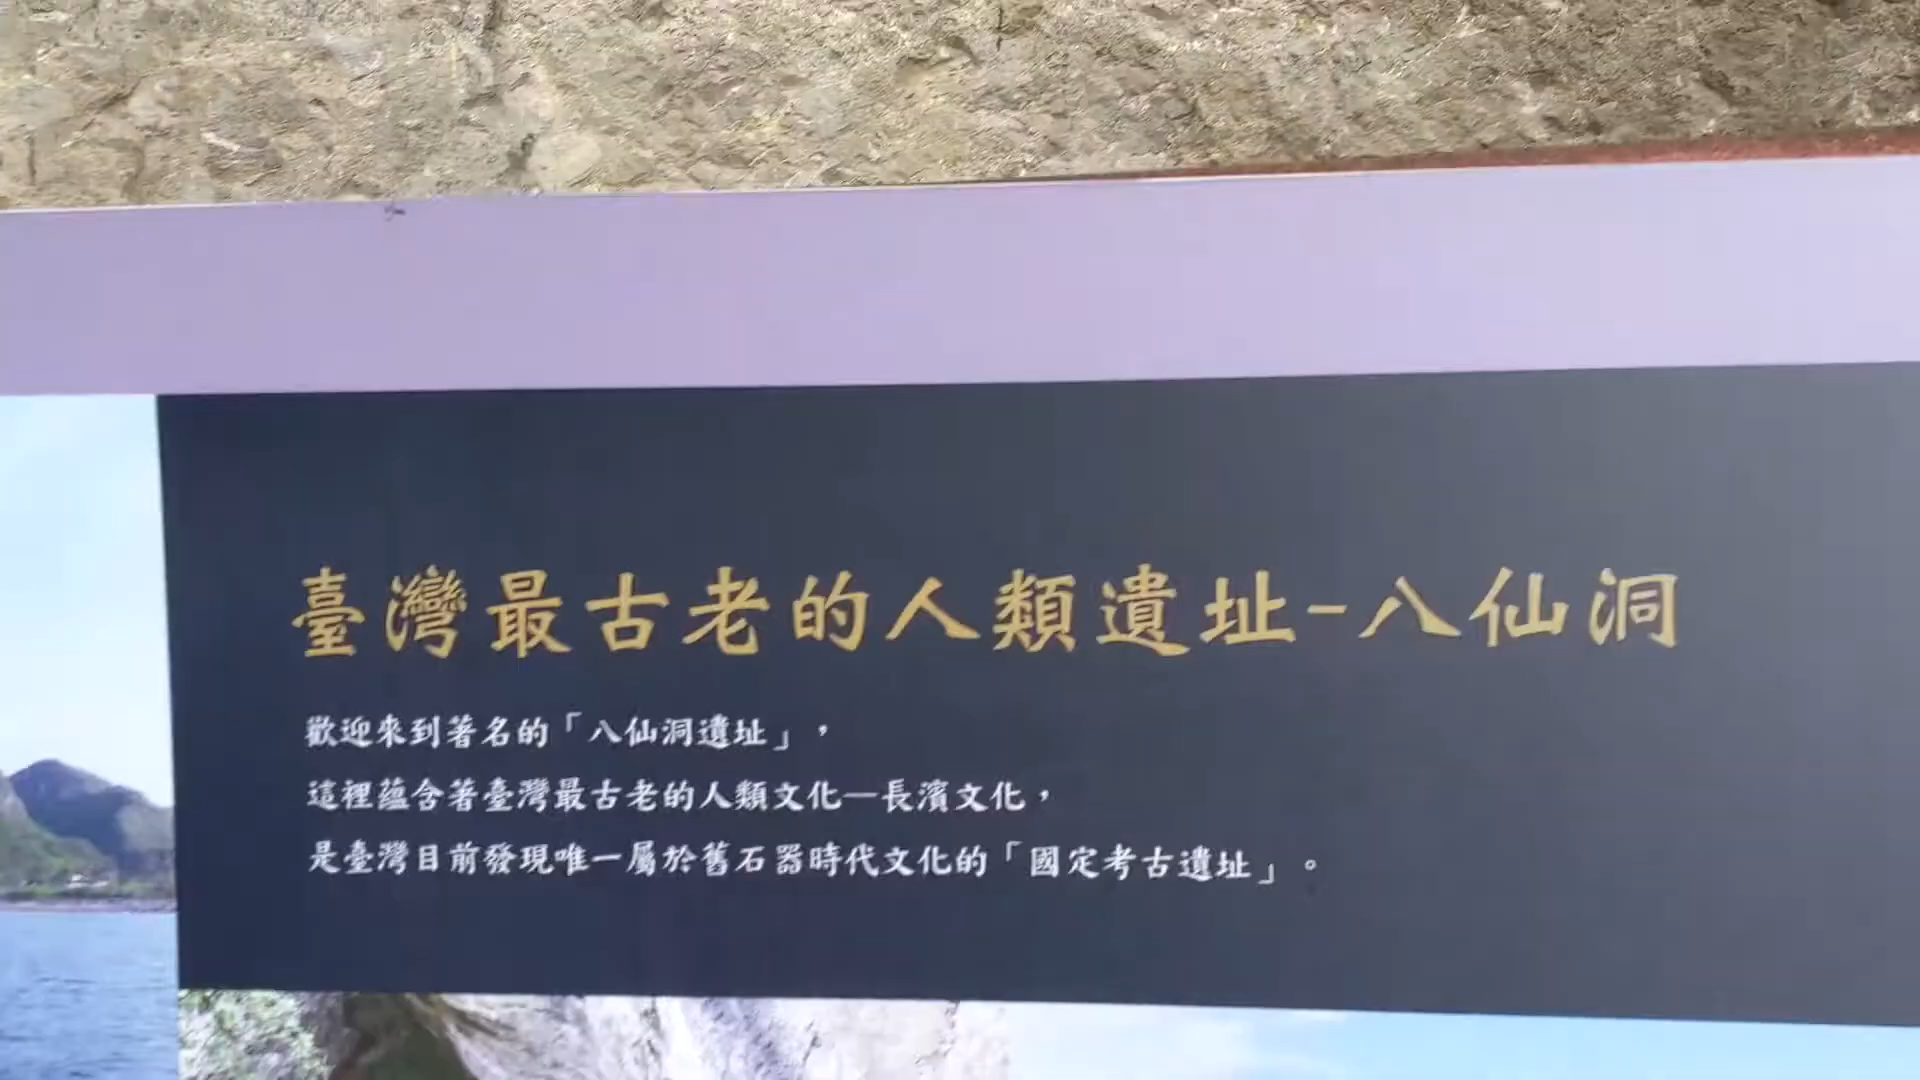 臺灣最古老的人類遺址-八仙洞
歡迎來到著名的「八仙洞遺址」，
這裡蘊含著臺灣最古老的人類文化—長濱文化，
是臺灣目前發現唯一屬於舊石器時代文化的「國定考古遺址」。